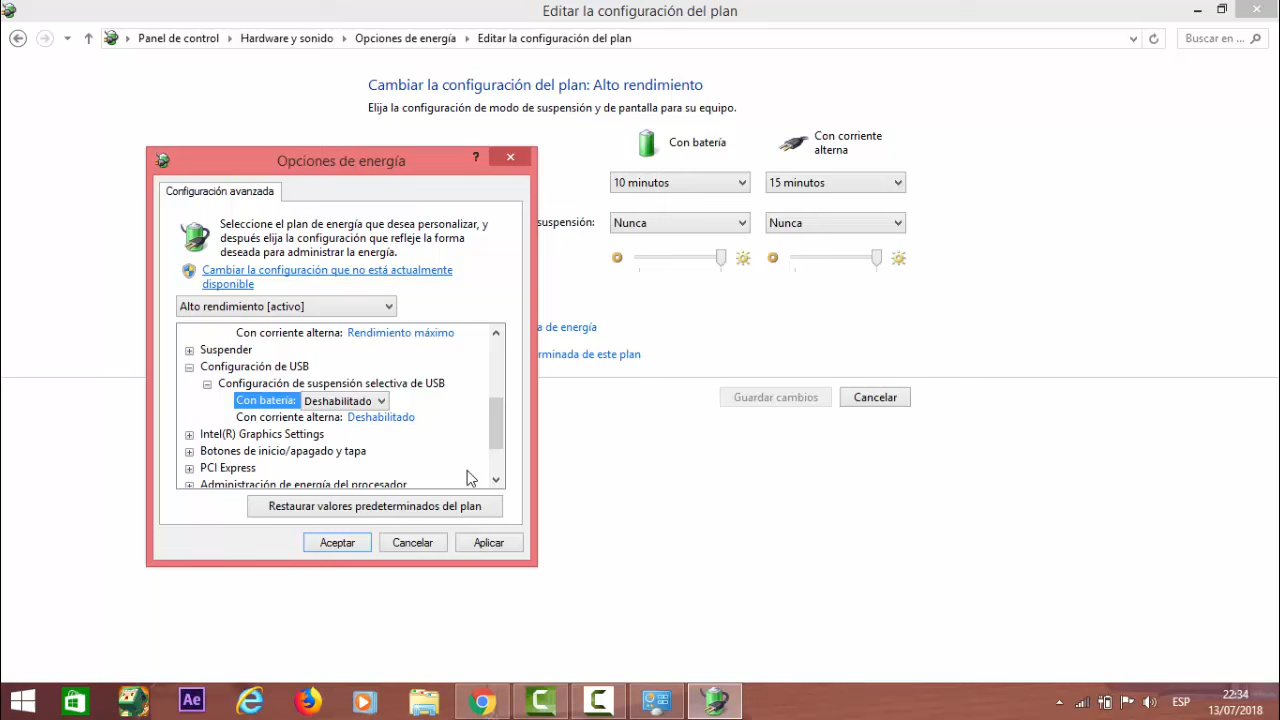 Editar la configuración del plan
Panel de control
Hardware y sonido
Opciones de energía
Editar la configuración del plan
Buscar en ...
Cambiar la configuración del plan: Alto rendimiento
Elija la configuración de modo de suspensión y de pantalla para su equipo.
Con batería
Con corriente
alterna
10 minutos
15 minutos
suspensión:
Nunca
Nunca
a de energía
rminada de este plan
Guardar cambios
Cancelar
Opciones de energía
?
Configuración avanzada
Seleccione el plan de energía que desea personalizar, y
después elija la configuración que refleje la forma
deseada para administrar la energía.
Cambiar la configuración que no está actualmente
disponible
Alto rendimiento [activo]
Con corriente alterna: Rendimiento máximo
Suspender
Configuración de USB
Configuración de suspensión selectiva de USB
Con batería: Deshabilitado
Con corriente alterna: Deshabilitado
Intel(R) Graphics Settings
Botones de inicio/apagado y tapa
PCI Express
Administración de energía del procesador
Restaurar valores predeterminados del plan
Aceptar
Cancelar
Aplicar
Ae
ESP
22:34
13/07/2018